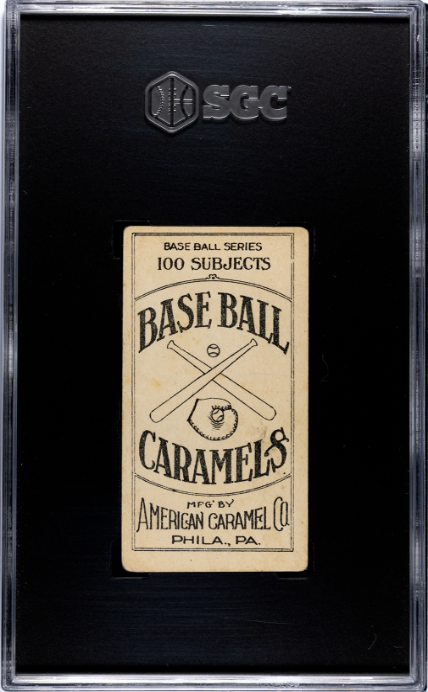 SGC
BASE BALL SERIES
100 SUBJECTS
BASE BALL
CARAMELS
MFG' BY
AMERICAN CARAMEL Co
PHILA., PA.